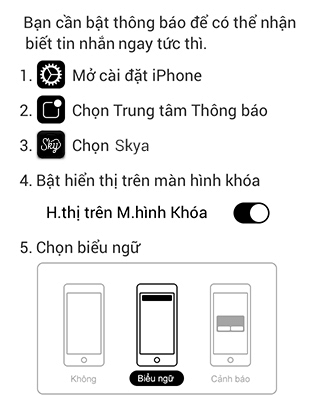 Bạn cần bật thông báo để có thể nhận
biết tin nhắn ngay tức thì.
1. Mở cài đặt iPhone
2. Chọn Trung tâm Thông báo
3. Sky Chọn Skya
4. Bật hiển thị trên màn hình khóa
H.thị trên M.hình Khóa
5. Chọn biểu ngữ
Không Biểu ngữ Cảnh báo